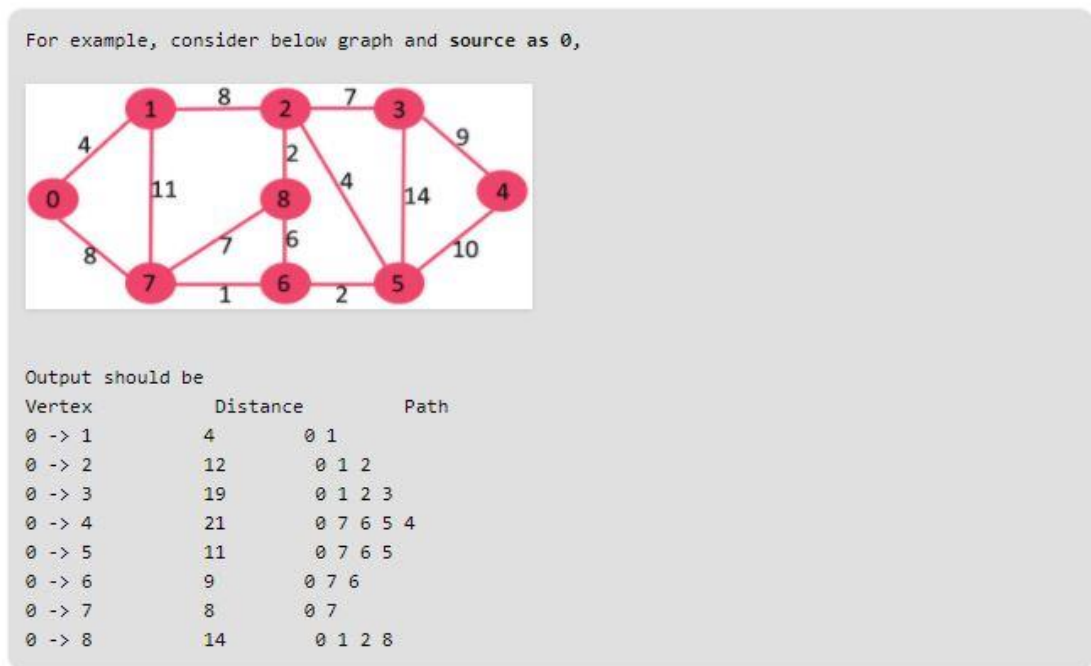 For example, consider below graph and source as 0,
1 8 2 7 3
4 9
2
11 4 14
0 8 4
7 6
8 10
7 6 5
1 2
Output should be
Vertex Distance Path
0 -> 1 4 0 1
0 -> 2 12 0 1 2
0 -> 3 19 0 1 2 3
0 -> 4 21 0 7 6 5 4
0 -> 5 11 0 7 6 5
0 -> 6 9 0 7 6
0 -> 7 8 0 7
0 -> 8 14 0 1 2 8